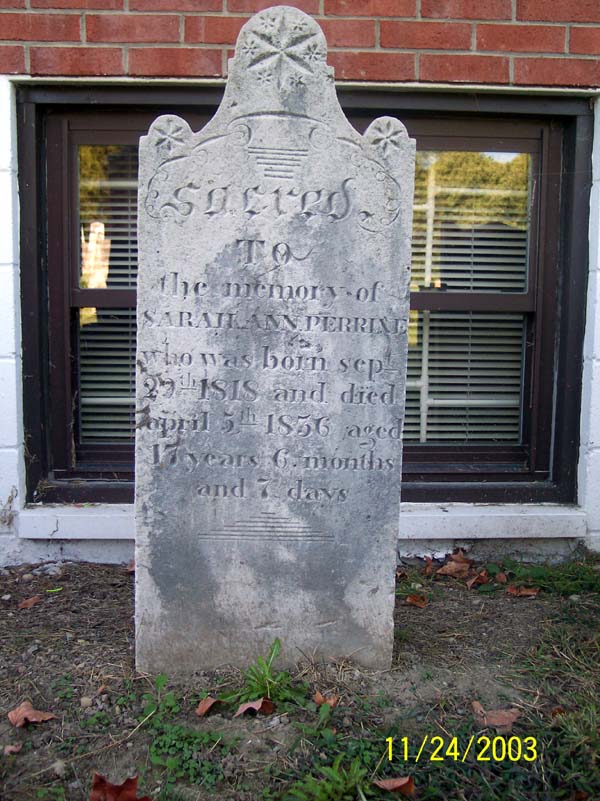 Sacred
TO
the memory of
SARAH ANN PERRINE
who was born sept
29th 1818 and died
april 5th 1836 aged
17 years 6. months
and 7. days
11/24/2003